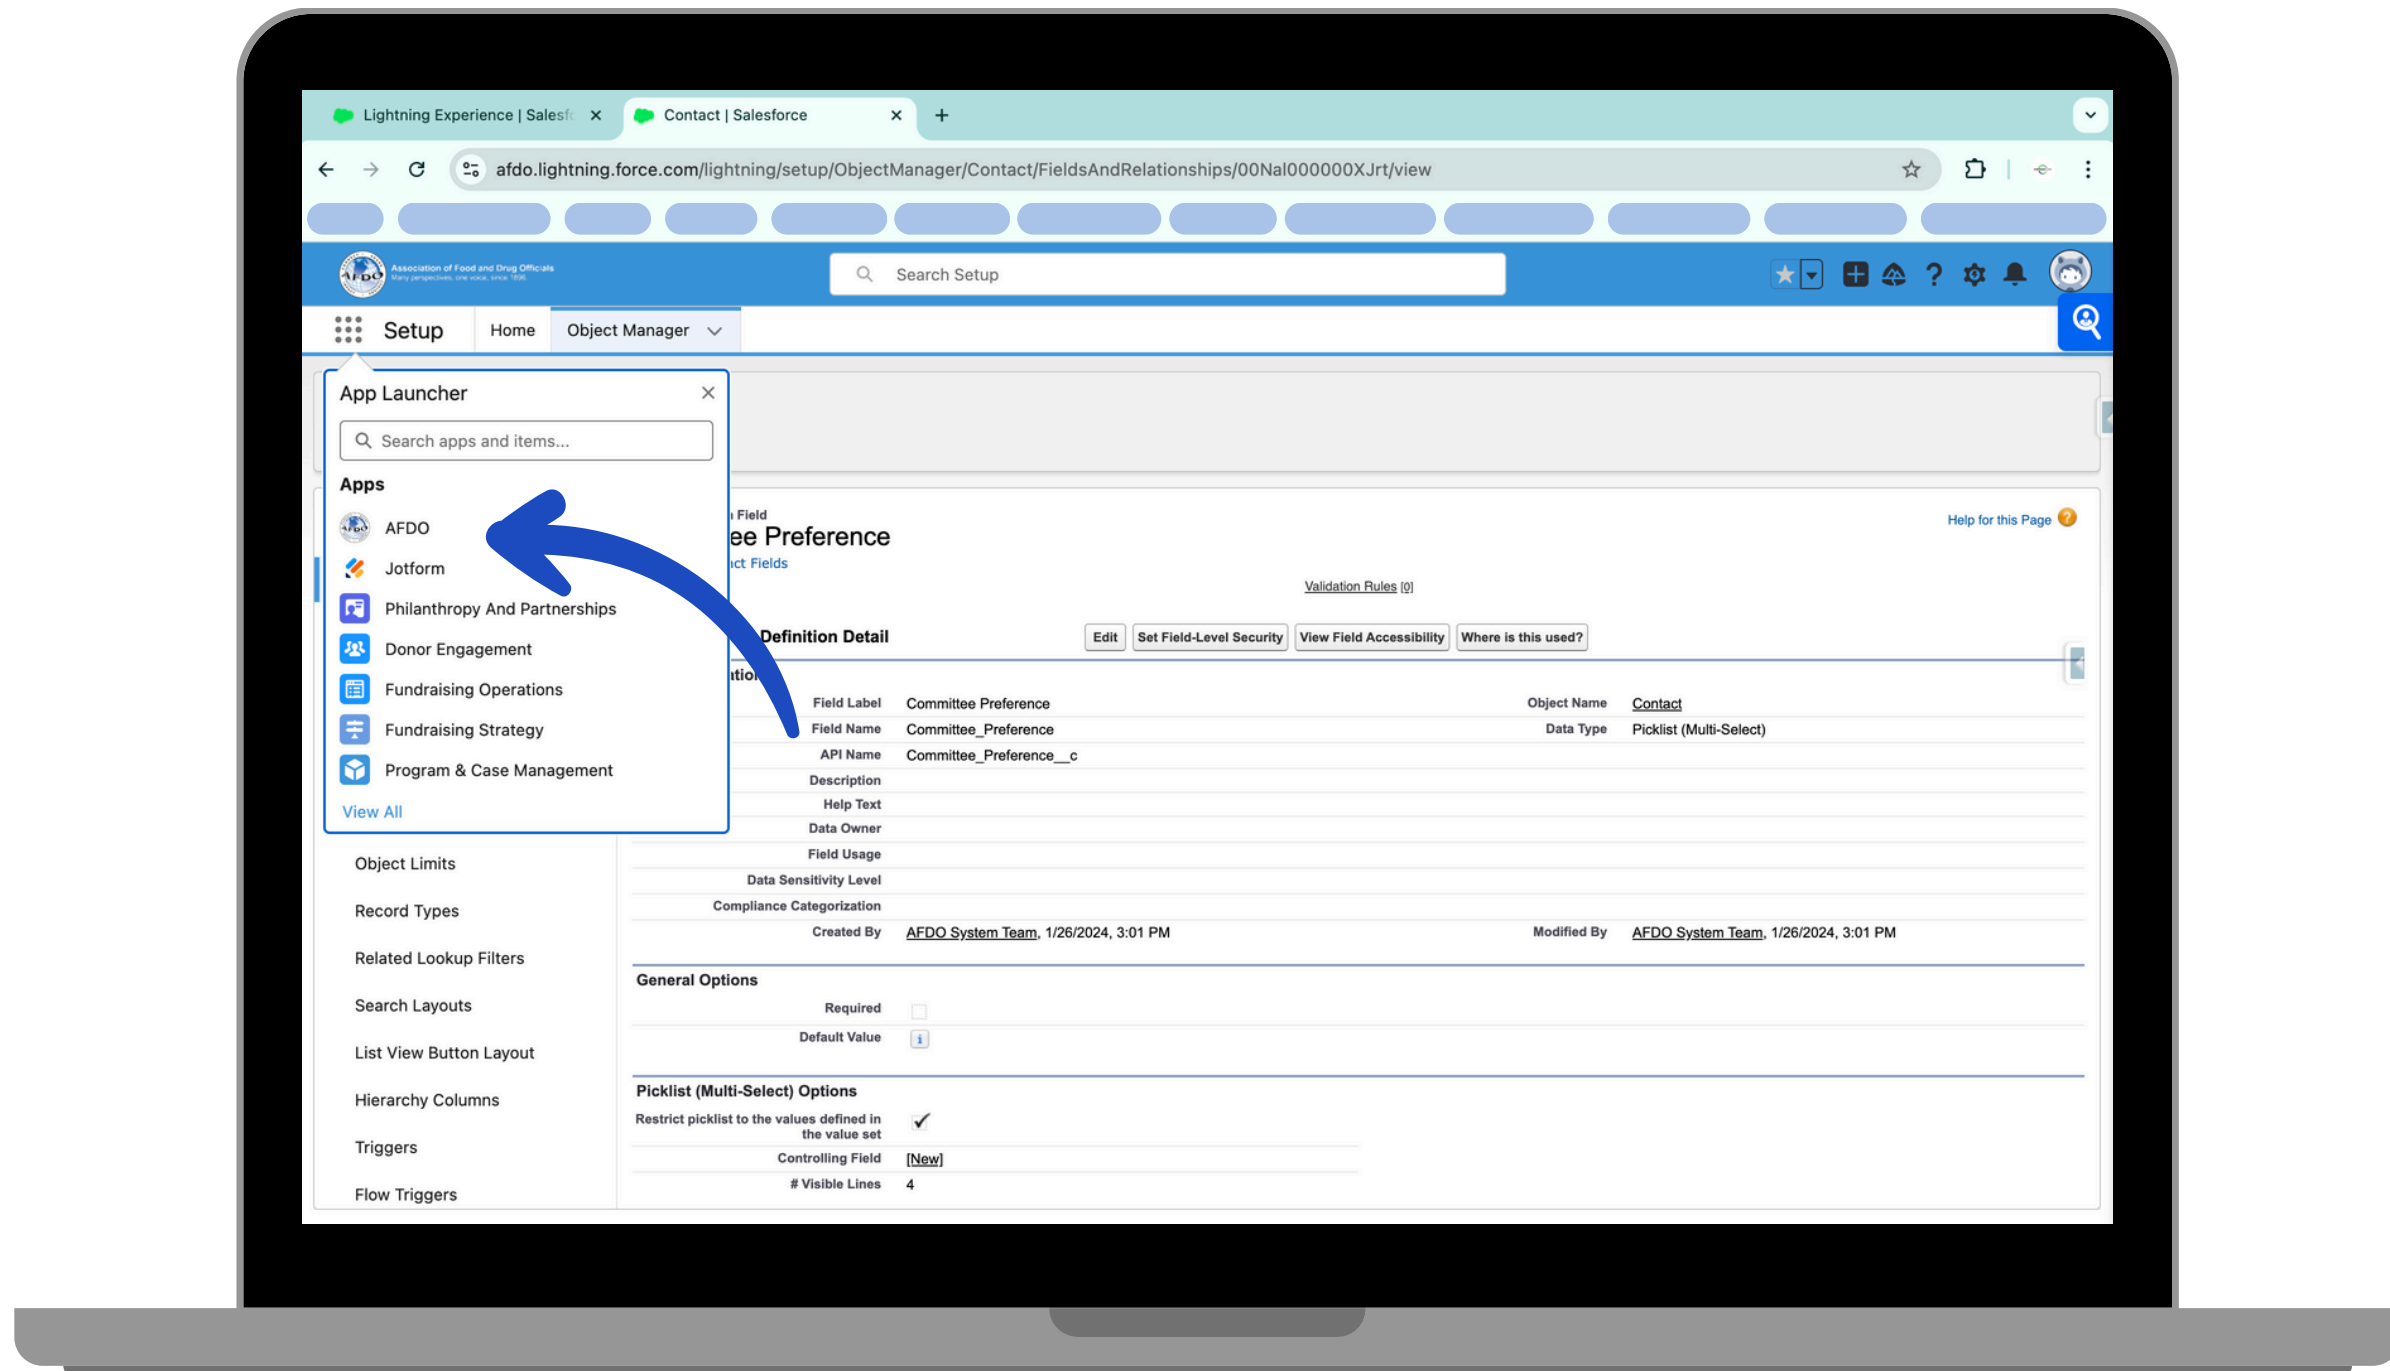 Lightning Experience | Salesf
Contact | Salesforce
afdo.lightning.force.com/lightning/setup/ObjectManager/Contact/FieldsAndRelationships/00Nal000000XJrt/view
AFDO
Association of Food and Drug Officials
Many perspectives, one voice, since 1896.
Search Setup
Setup
Home
Object Manager
App Launcher
Search apps and items...
Apps
AFDO
Jotform
Philanthropy And Partnerships
Donor Engagement
Fundraising Operations
Fundraising Strategy
Program & Case Management
View All
Object Limits
Record Types
Related Lookup Filters
Search Layouts
List View Button Layout
Hierarchy Columns
Triggers
Flow Triggers
Field
ee Preference
ct Fields
Help for this Page
Validation Rules [0]
Definition Detail
Edit
Set Field-Level Security
View Field Accessibility
Where is this used?
Field Label Committee Preference
Object Name Contact
Field Name Committee_Preference
Data Type Picklist (Multi-Select)
API Name Committee_Preference__c
Description
Help Text
Data Owner
Field Usage
Data Sensitivity Level
Compliance Categorization
Created By AFDO System Team, 1/26/2024, 3:01 PM
Modified By AFDO System Team, 1/26/2024, 3:01 PM
General Options
Required
Default Value
Picklist (Multi-Select) Options
Restrict picklist to the values defined in
the value set
Controlling Field [New]
# Visible Lines 4